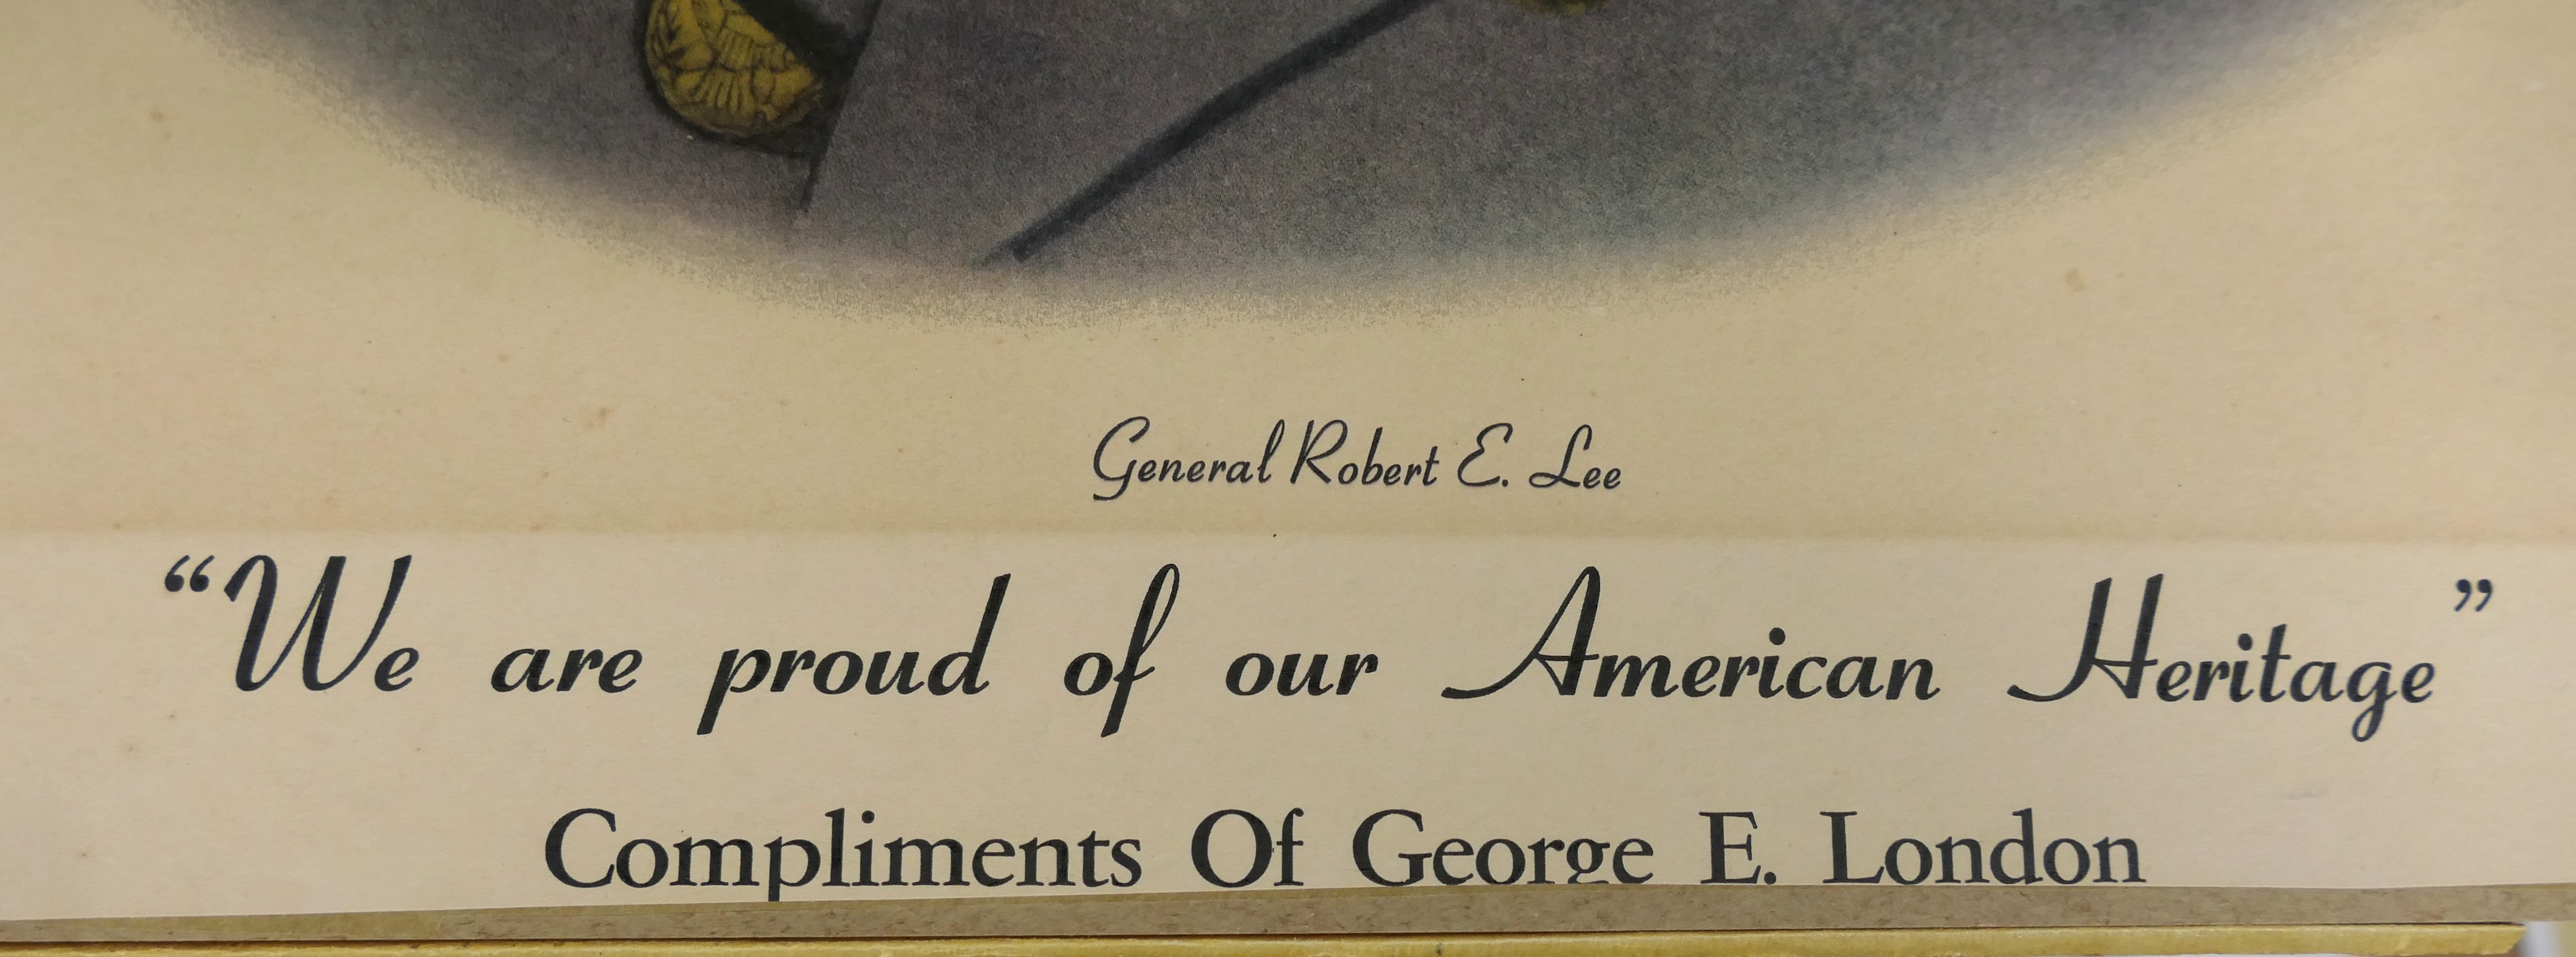 General Robert E. Lee
“We are proud of our American Heritage”
Compliments Of George E. London